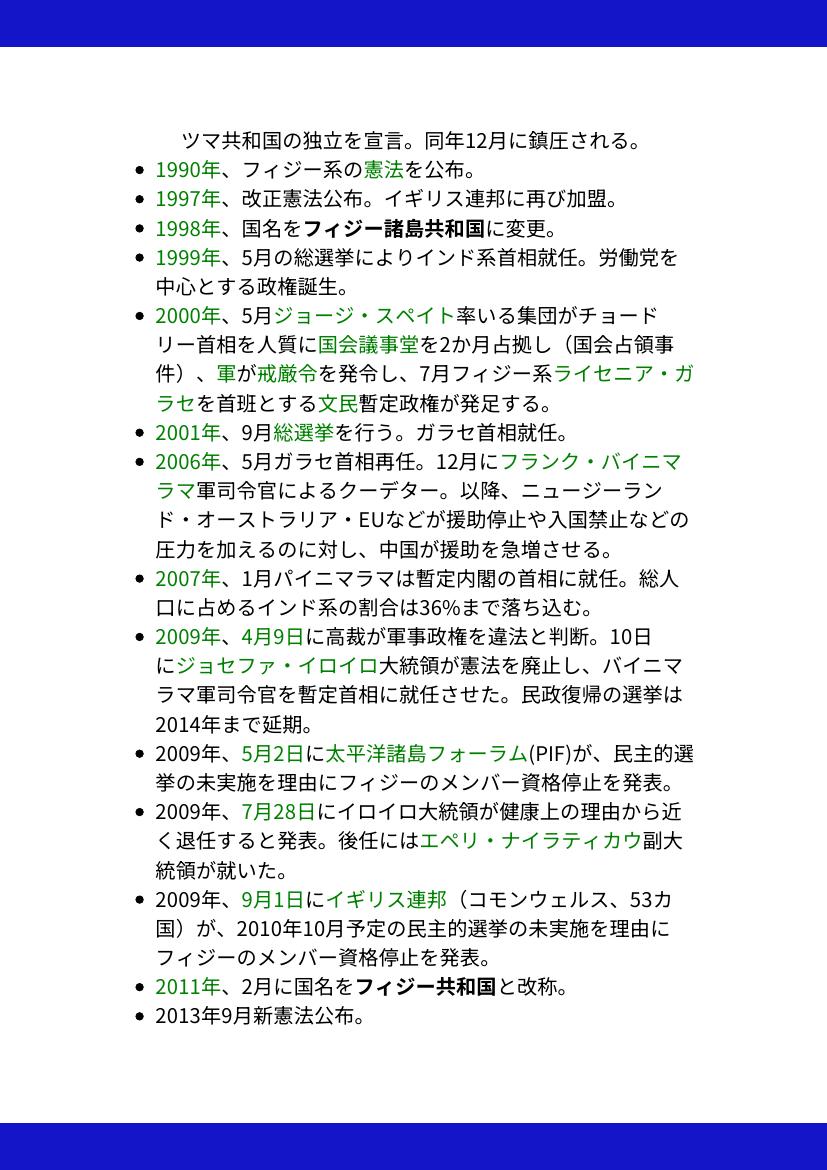 ツマ共和国の独立を宣言。同年12月に鎮圧される。
• 1990年、フィジー系の憲法を公布。
• 1997年、改正憲法公布。イギリス連邦に再び加盟。
• 1998年、国名をフィジー諸島共和国に変更。
• 1999年、5月の総選挙によりインド系首相就任。労働党を
中心とする政権誕生。
• 2000年、5月ジョージ・スペイト率いる集団がチョード
リー首相を人質に国会議事堂を2か月占拠し（国会占領事
件）、軍が戒厳令を発令し、7月フィジー系ライセニア・ガ
ラセを首班とする文民暫定政権が発足する。
• 2001年、9月総選挙を行う。ガラセ首相就任。
• 2006年、5月ガラセ首相再任。12月にフランク・バイニマ
ラマ軍司令官によるクーデター。以降、ニュージーラン
ド・オーストラリア・EUなどが援助停止や入国禁止などの
圧力を加えるのに対し、中国が援助を急増させる。
• 2007年、1月パイニマラマは暫定内閣の首相に就任。総人
口に占めるインド系の割合は36%まで落ち込む。
• 2009年、4月9日に高裁が軍事政権を違法と判断。10日
にジョセファ・イロイロ大統領が憲法を廃止し、バイニマ
ラマ軍司令官を暫定首相に就任させた。民政復帰の選挙は
2014年まで延期。
• 2009年、5月2日に太平洋諸島フォーラム(PIF)が、民主的選
挙の未実施を理由にフィジーのメンバー資格停止を発表。
• 2009年、7月28日にイロイロ大統領が健康上の理由から近
く退任すると発表。後任にはエペリ・ナイラティカウ副大
統領が就いた。
• 2009年、9月1日にイギリス連邦（コモンウェルス、53カ
国）が、2010年10月予定の民主的選挙の未実施を理由に
フィジーのメンバー資格停止を発表。
• 2011年、2月に国名をフィジー共和国と改称。
• 2013年9月新憲法公布。